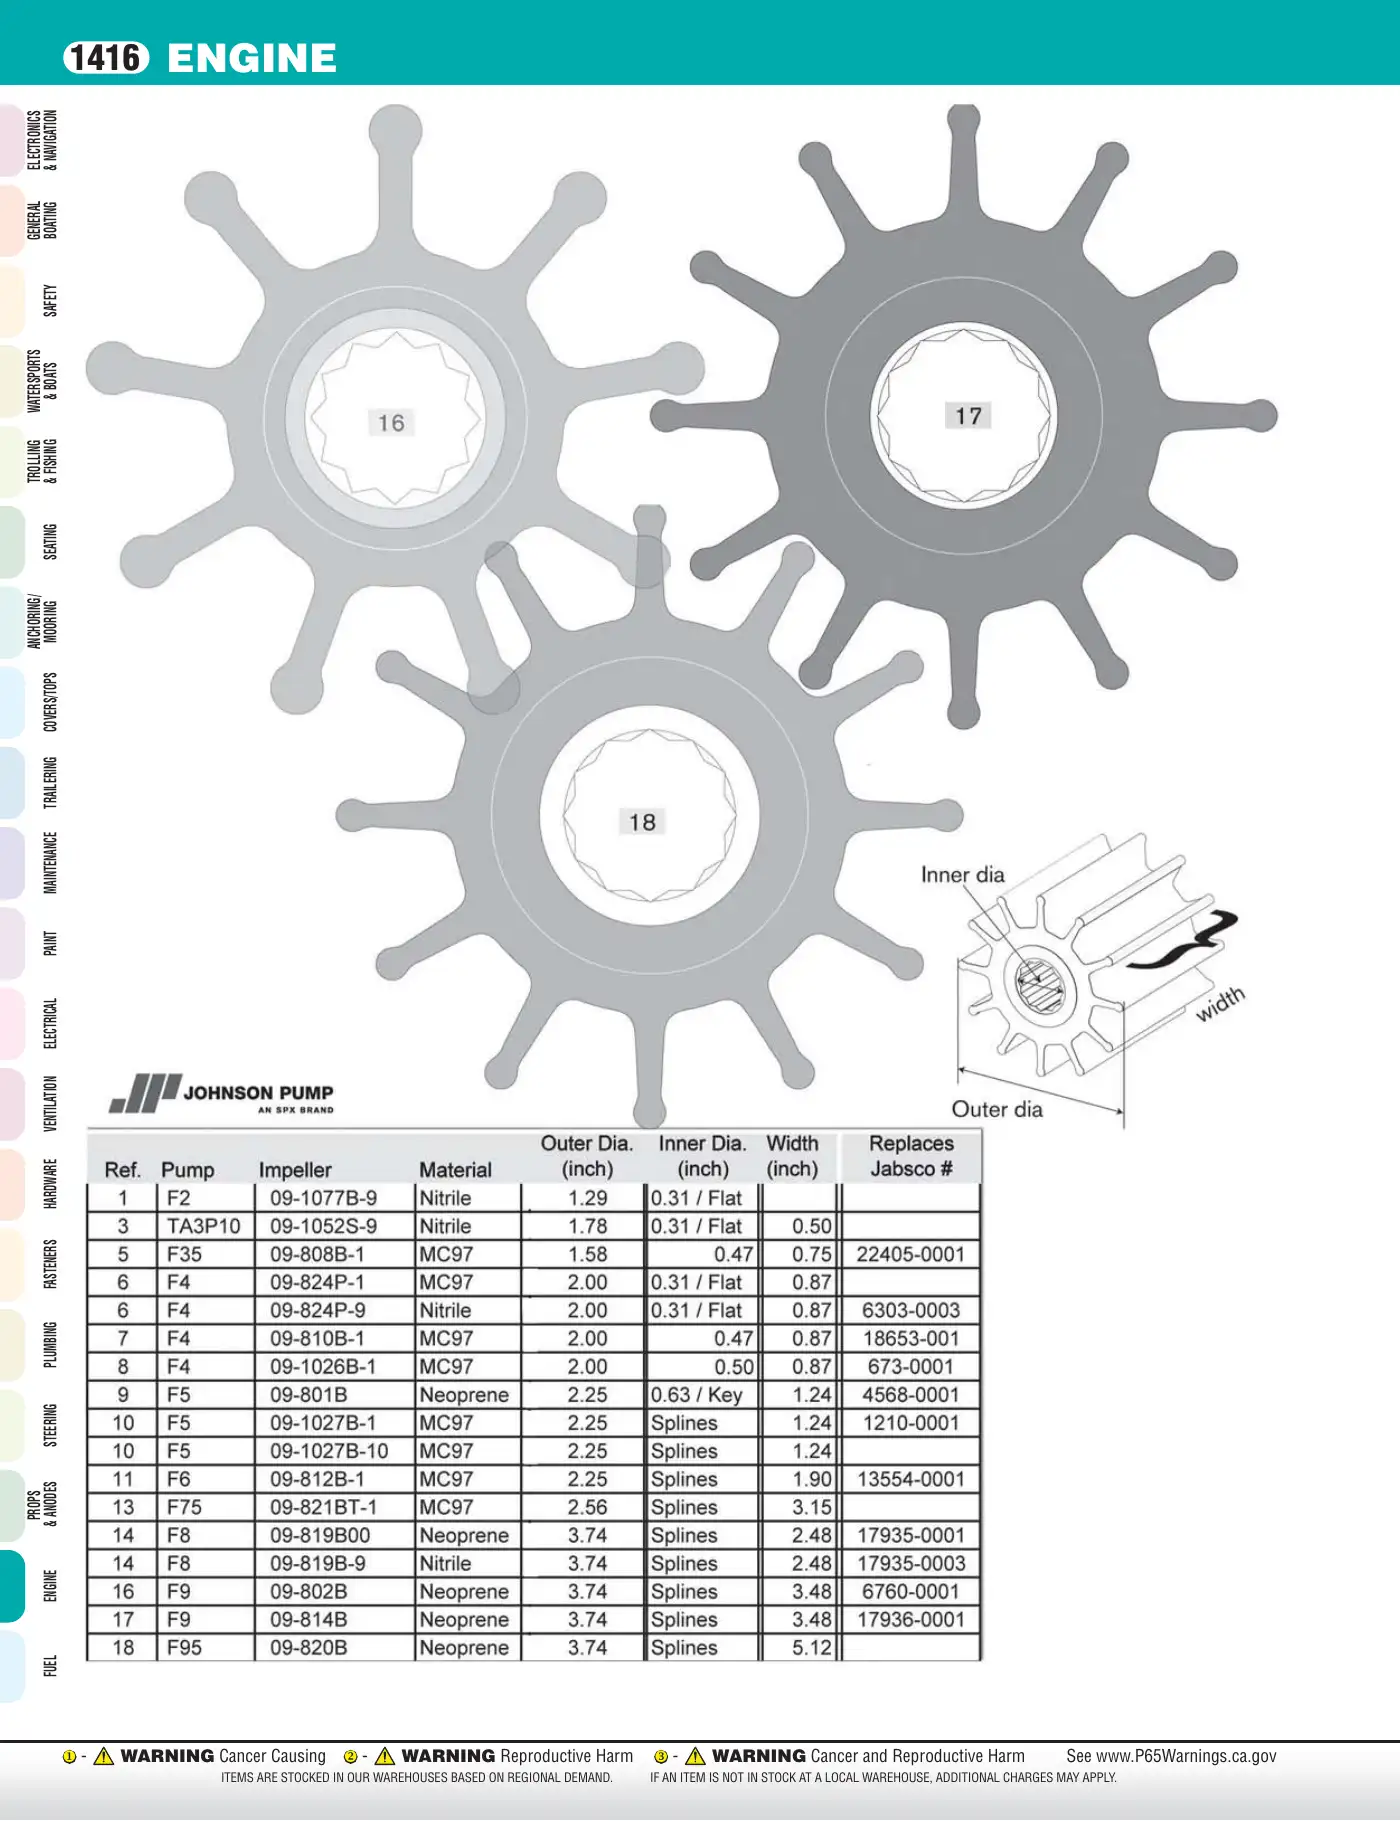 1416 ENGINE
ELECTRONICS
& NAVIGATION
GENERAL
BOATING
SAFETY
WATERSPORTS
& BOATS
TROLLING
& FISHING
SEATING
ANCHORING/
MOORING
COVERS/TOPS
TRAILERING
MAINTENANCE
PAINT
ELECTRICAL
VENTILATION
HARDWARE
FASTENERS
PLUMBING
STEERING
PROPS
& ANODES
ENGINE
FUEL
16
17
18
Inner dia
width
Outer dia
JOHNSON PUMP
AN SPX BRAND
Outer Dia. Inner Dia. Width Replaces
Ref. Pump Impeller Material (inch) (inch) (inch) Jabsco #
1 F2 09-1077B-9 Nitrile 1.29 0.31 / Flat
3 TA3P10 09-1052S-9 Nitrile 1.78 0.31 / Flat 0.50
5 F35 09-808B-1 MC97 1.58 0.47 0.75 22405-0001
6 F4 09-824P-1 MC97 2.00 0.31 / Flat 0.87
6 F4 09-824P-9 Nitrile 2.00 0.31 / Flat 0.87 6303-0003
7 F4 09-810B-1 MC97 2.00 0.47 0.87 18653-001
8 F4 09-1026B-1 MC97 2.00 0.50 0.87 673-0001
9 F5 09-801B Neoprene 2.25 0.63 / Key 1.24 4568-0001
10 F5 09-1027B-1 MC97 2.25 Splines 1.24 1210-0001
10 F5 09-1027B-10 MC97 2.25 Splines 1.24
11 F6 09-812B-1 MC97 2.25 Splines 1.90 13554-0001
13 F75 09-821BT-1 MC97 2.56 Splines 3.15
14 F8 09-819B00 Neoprene 3.74 Splines 2.48 17935-0001
14 F8 09-819B-9 Nitrile 3.74 Splines 2.48 17935-0003
16 F9 09-802B Neoprene 3.74 Splines 3.48 6760-0001
17 F9 09-814B Neoprene 3.74 Splines 3.48 17936-0001
18 F95 09-820B Neoprene 3.74 Splines 5.12
1 - WARNING Cancer Causing 2 - WARNING Reproductive Harm 3 - WARNING Cancer and Reproductive Harm See www.P65Warnings.ca.gov
ITEMS ARE STOCKED IN OUR WAREHOUSES BASED ON REGIONAL DEMAND. IF AN ITEM IS NOT IN STOCK AT A LOCAL WAREHOUSE, ADDITIONAL CHARGES MAY APPLY.